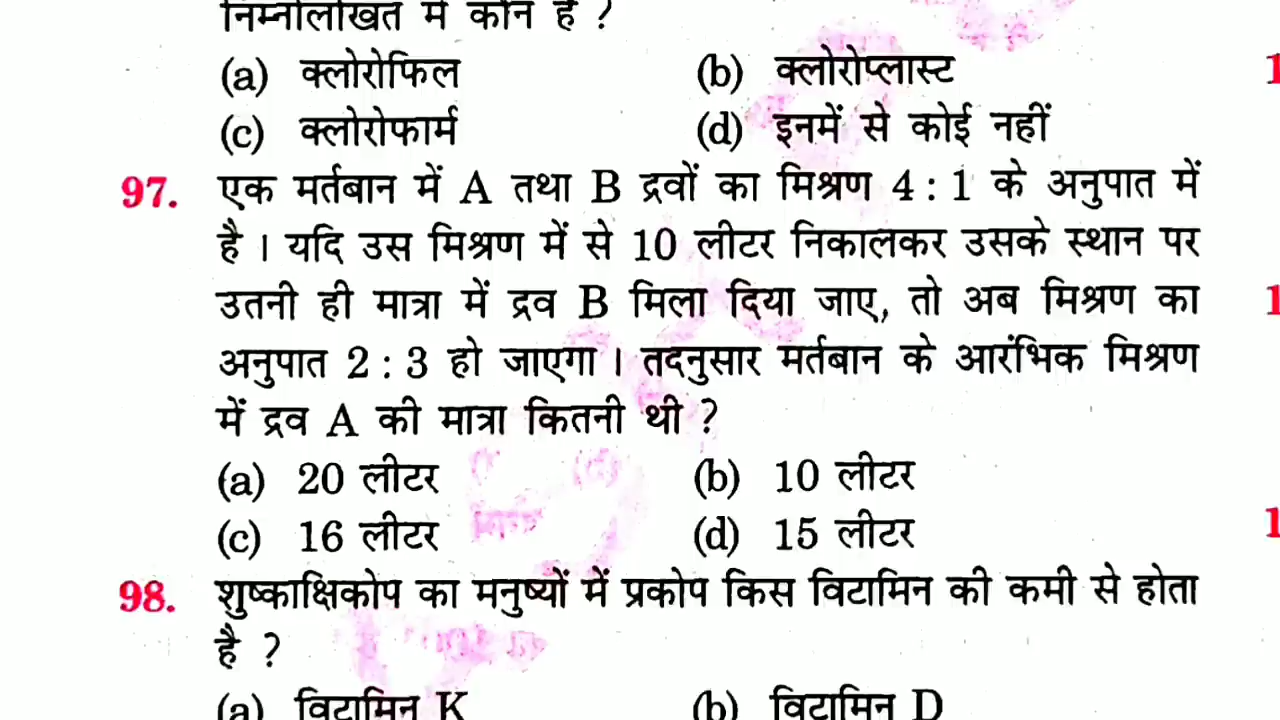 निम्नलिखित में कौन है ?
(a) क्लोरोफिल (b) क्लोरोप्लास्ट
(c) क्लोरोफार्म (d) इनमें से कोई नहीं
97. एक मर्तबान में A तथा B द्रवों का मिश्रण 4 : 1 के अनुपात में
है । यदि उस मिश्रण में से 10 लीटर निकालकर उसके स्थान पर
उतनी ही मात्रा में द्रव B मिला दिया जाए, तो अब मिश्रण का
अनुपात 2 : 3 हो जाएगा । तदनुसार मर्तबान के आरंभिक मिश्रण
में द्रव A की मात्रा कितनी थी ?
(a) 20 लीटर (b) 10 लीटर
(c) 16 लीटर (d) 15 लीटर
98. शुष्काक्षिकोप का मनुष्यों में प्रकोप किस विटामिन की कमी से होता
है ?
(a) विटामिन K (b) विटामिन D